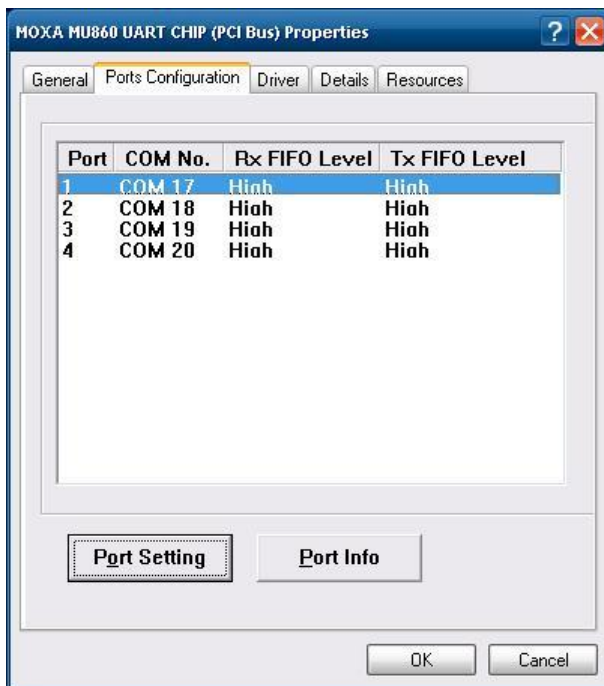 MOXA MU860 UART CHIP (PCI Bus) Properties
General Ports Configuration Driver Details Resources
Port COM No. Rx FIFO Level Tx FIFO Level
1 COM 17 High High
2 COM 18 High High
3 COM 19 High High
4 COM 20 High High
Port Setting Port Info
OK Cancel